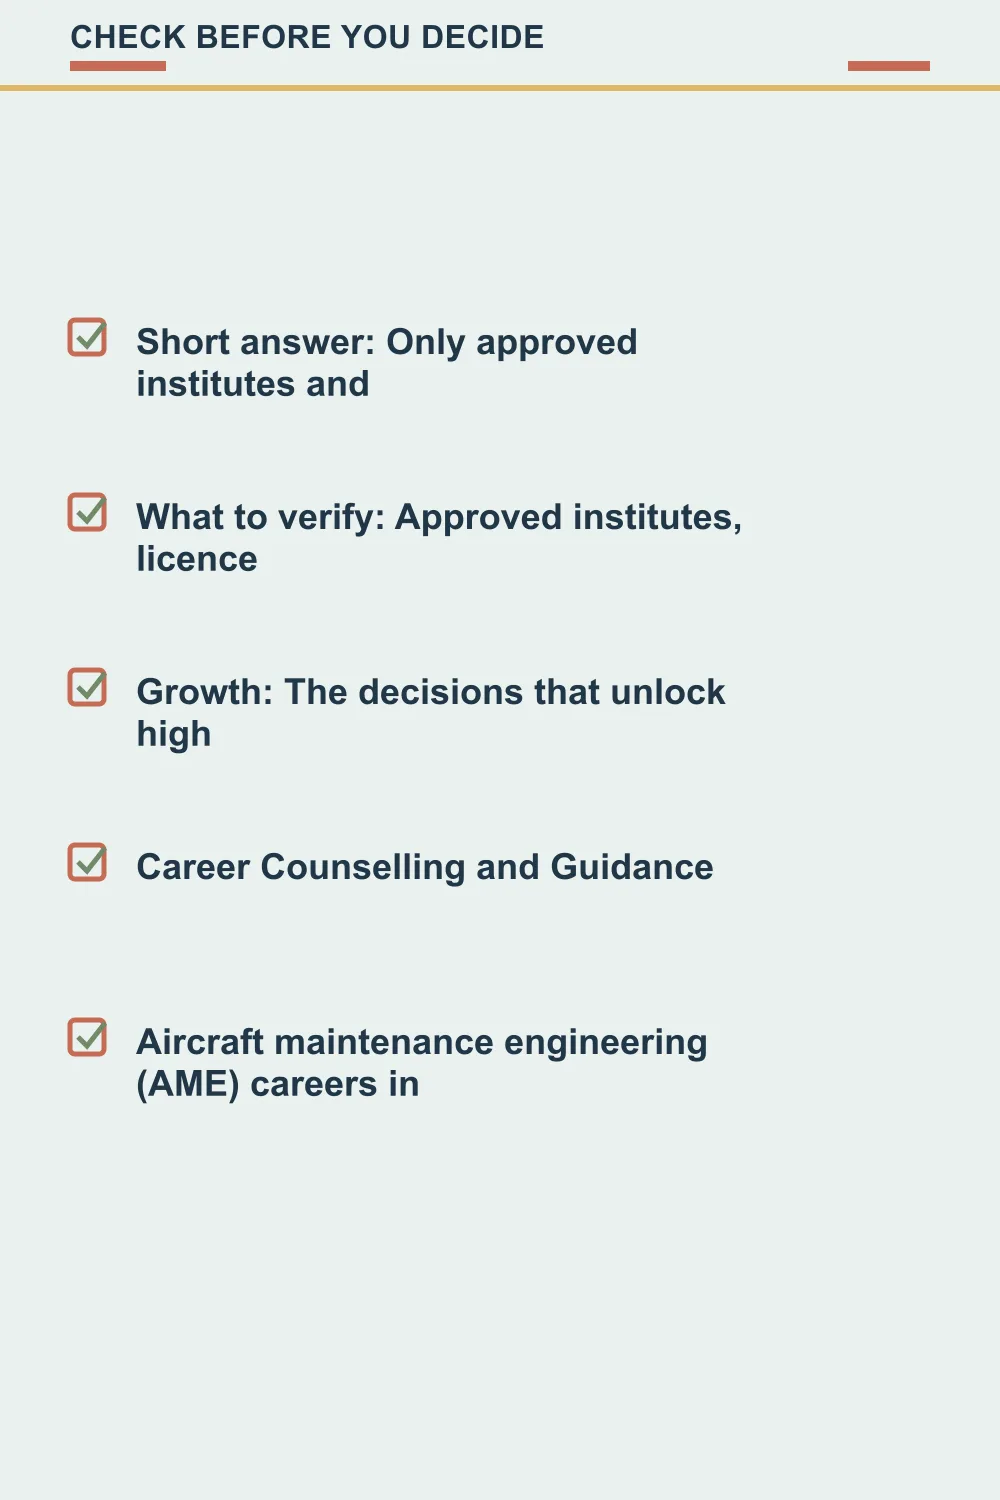 CHECK BEFORE YOU DECIDE
Short answer: Only approved
institutes and
What to verify: Approved institutes,
licence
Growth: The decisions that unlock
high
Career Counselling and Guidance
Aircraft maintenance engineering
(AME) careers in